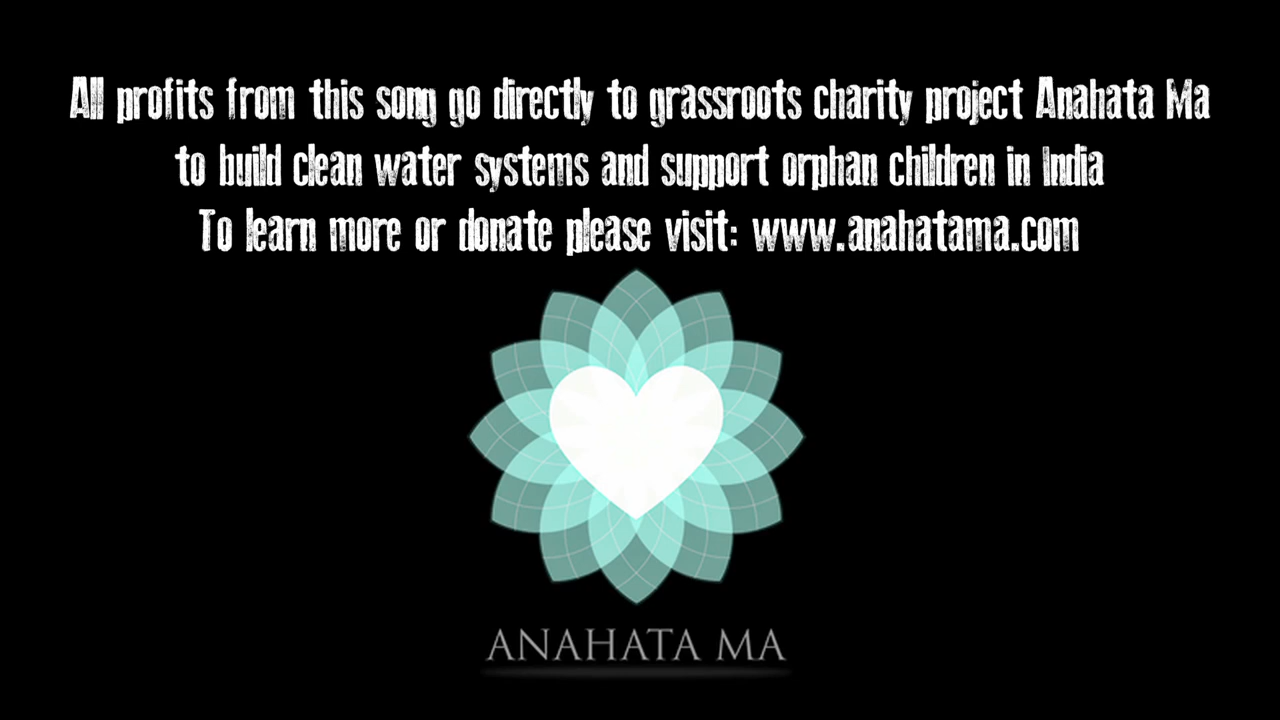 All profits from this song go directly to grassroots charity project Anahata Ma
to build clean water systems and support orphan children in India
To learn more or donate please visit: www.anahatama.com
ANAHATA MA